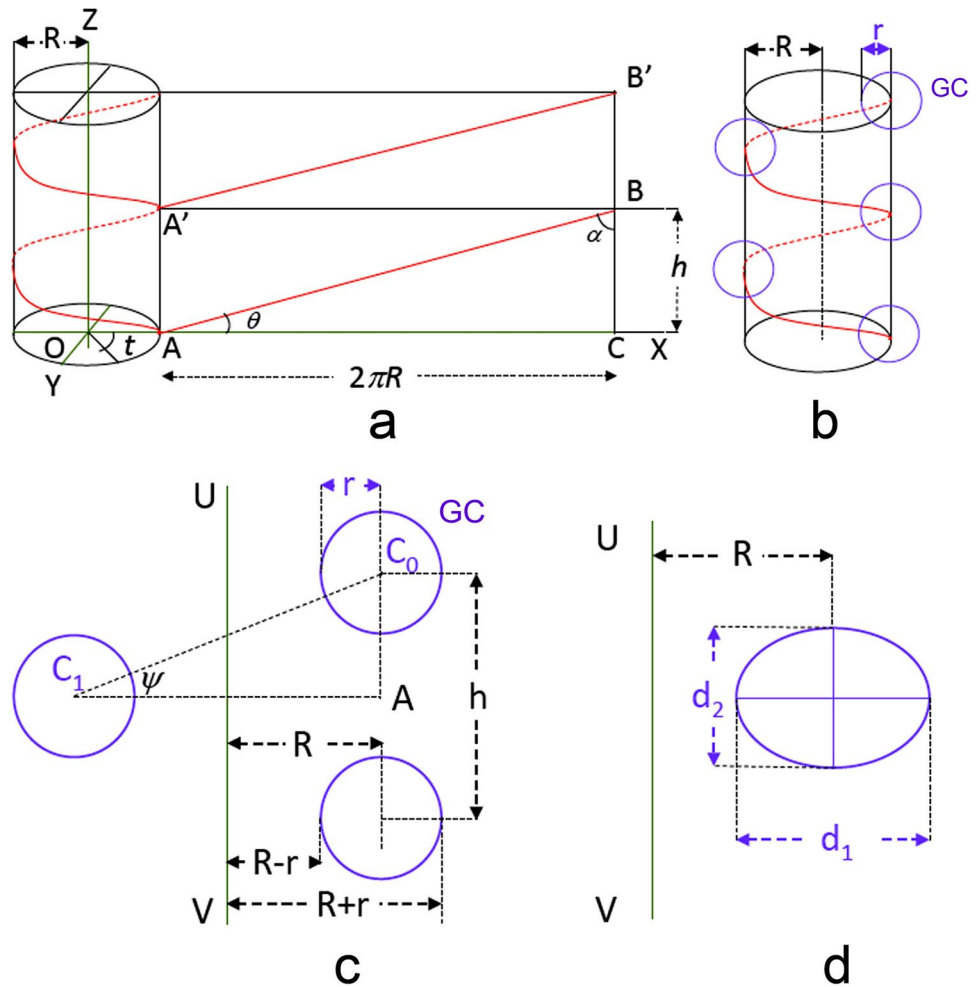 Z
R
R
r
GC
B'
A'
B
α
h
θ
O
t
A
C
X
Y
2πR
a
b
U
r
GC
C₀
C₁
ψ
A
h
R
R-r
R+r
V
c
U
R
d₂
d₁
V
d